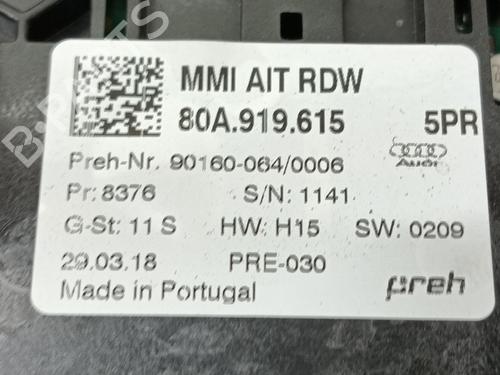 MMI AIT RDW
80A.919.615 5PR
Preh-Nr. 90160-064/0006
Audi
Pr: 8376 S/N: 1141
G-St: 11 S HW: H15 SW: 0209
29.03.18 PRE-030
preh
Made in Portugal